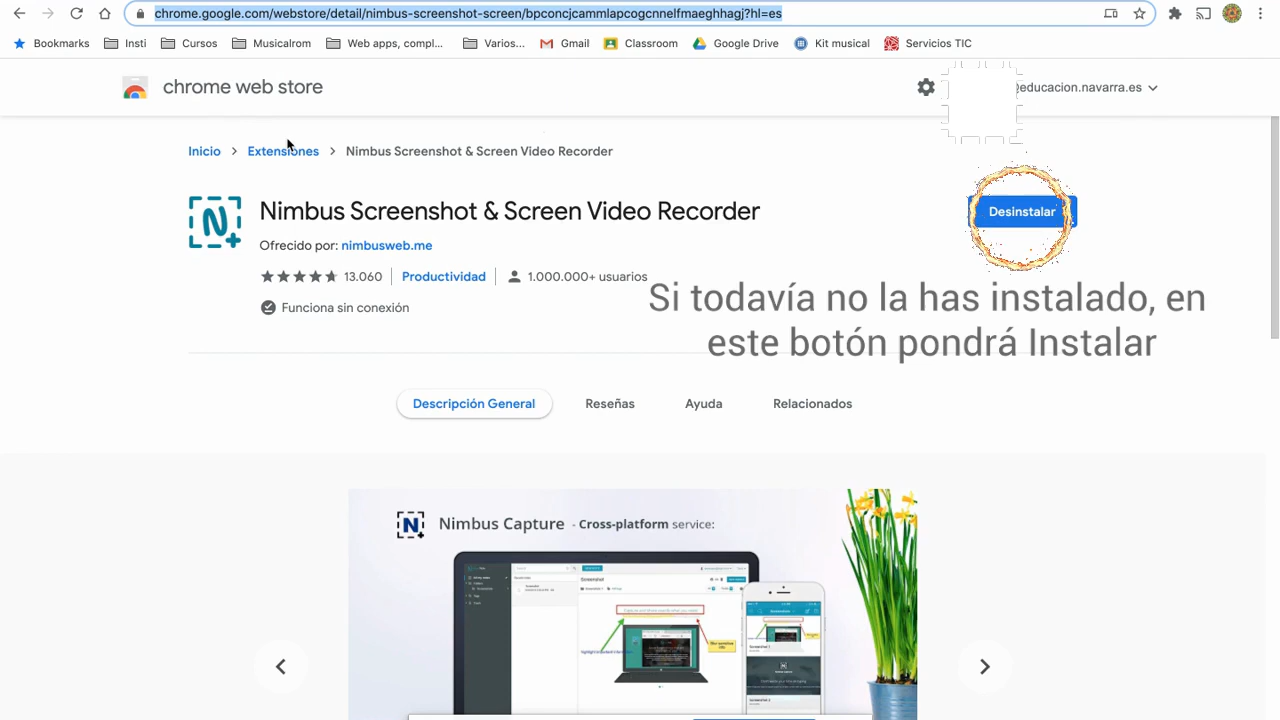 chrome.google.com/webstore/detail/nimbus-screenshot-screen/bpconcjcammlapcogcnnelfmaeghhagj?hl=es
Bookmarks Insti Cursos Musicalrom Web apps, compl... Varios... Gmail Classroom Google Drive Kit musical Servicios TIC
chrome web store
@educacion.navarra.es
Inicio > Extensiones > Nimbus Screenshot & Screen Video Recorder
Nimbus Screenshot & Screen Video Recorder
Desinstalar
Ofrecido por: nimbusweb.me
13.060 Productividad 1.000.000+ usuarios
Funciona sin conexión
Si todavía no la has instalado, en
este botón pondrá Instalar
Descripción General Reseñas Ayuda Relacionados
N Nimbus Capture - Cross-platform service: